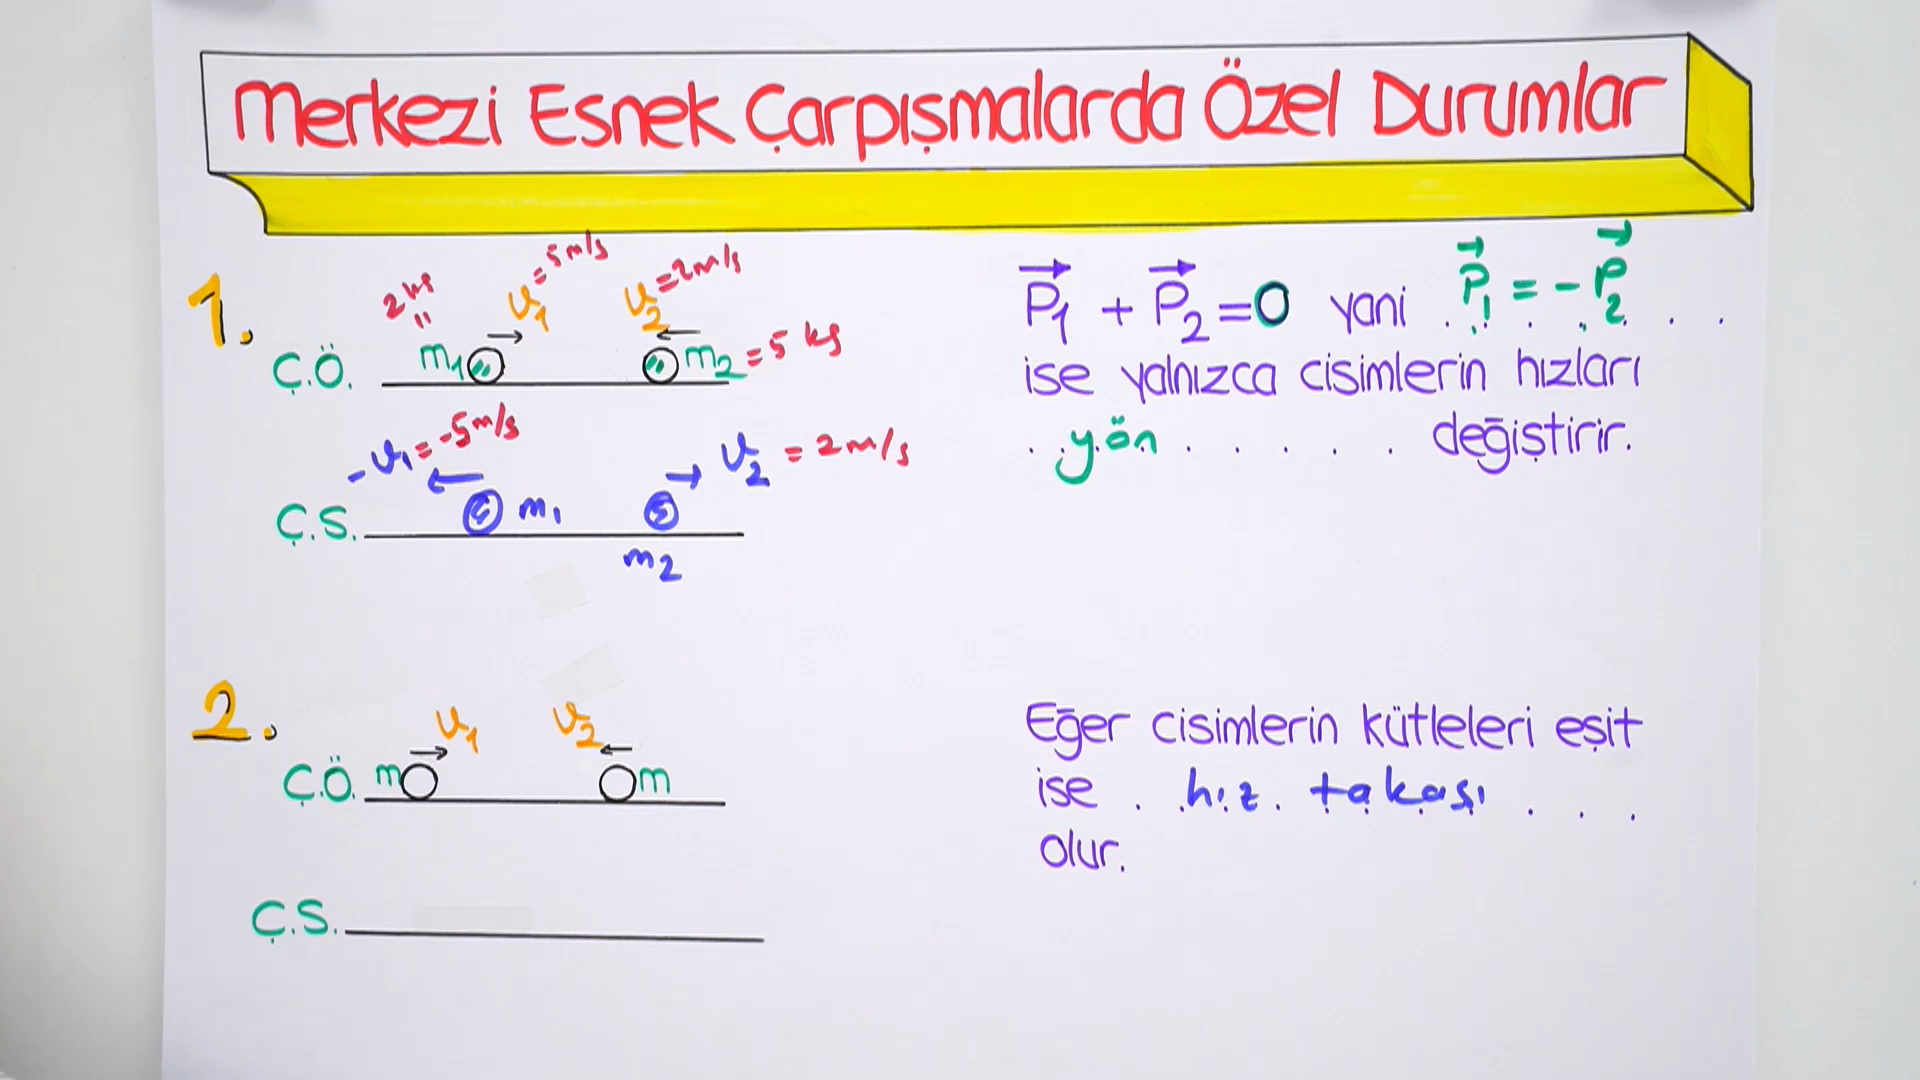 Merkezi Esnek Çarpışmalarda Özel Durumlar
1.
2 kg = m1
v1 = 5 m/s
v2 = 2 m/s
m2 = 5 kg
Ç.Ö.
-v1 = -5 m/s
v2 = 2 m/s
Ç.S.
m1
m2
P1 + P2 = 0 yani P1 = - P2
ise yalnızca cisimlerin hızları
yön değiştirir.
2.
v1
v2
Ç.Ö. m m
Ç.S.
Eğer cisimlerin kütleleri eşit
ise hız takası
olur.